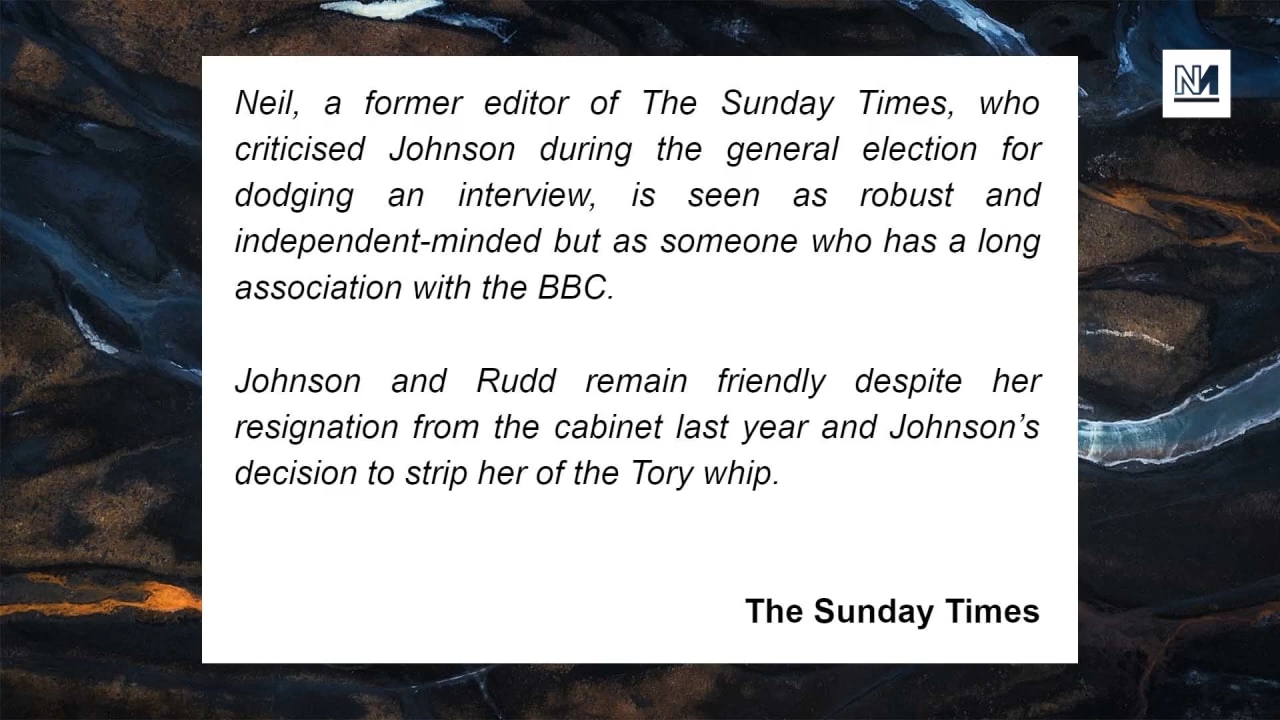 Neil, a former editor of The Sunday Times, who
criticised Johnson during the general election for
dodging an interview, is seen as robust and
independent-minded but as someone who has a long
association with the BBC.
Johnson and Rudd remain friendly despite her
resignation from the cabinet last year and Johnson’s
decision to strip her of the Tory whip.
The Sunday Times
NM